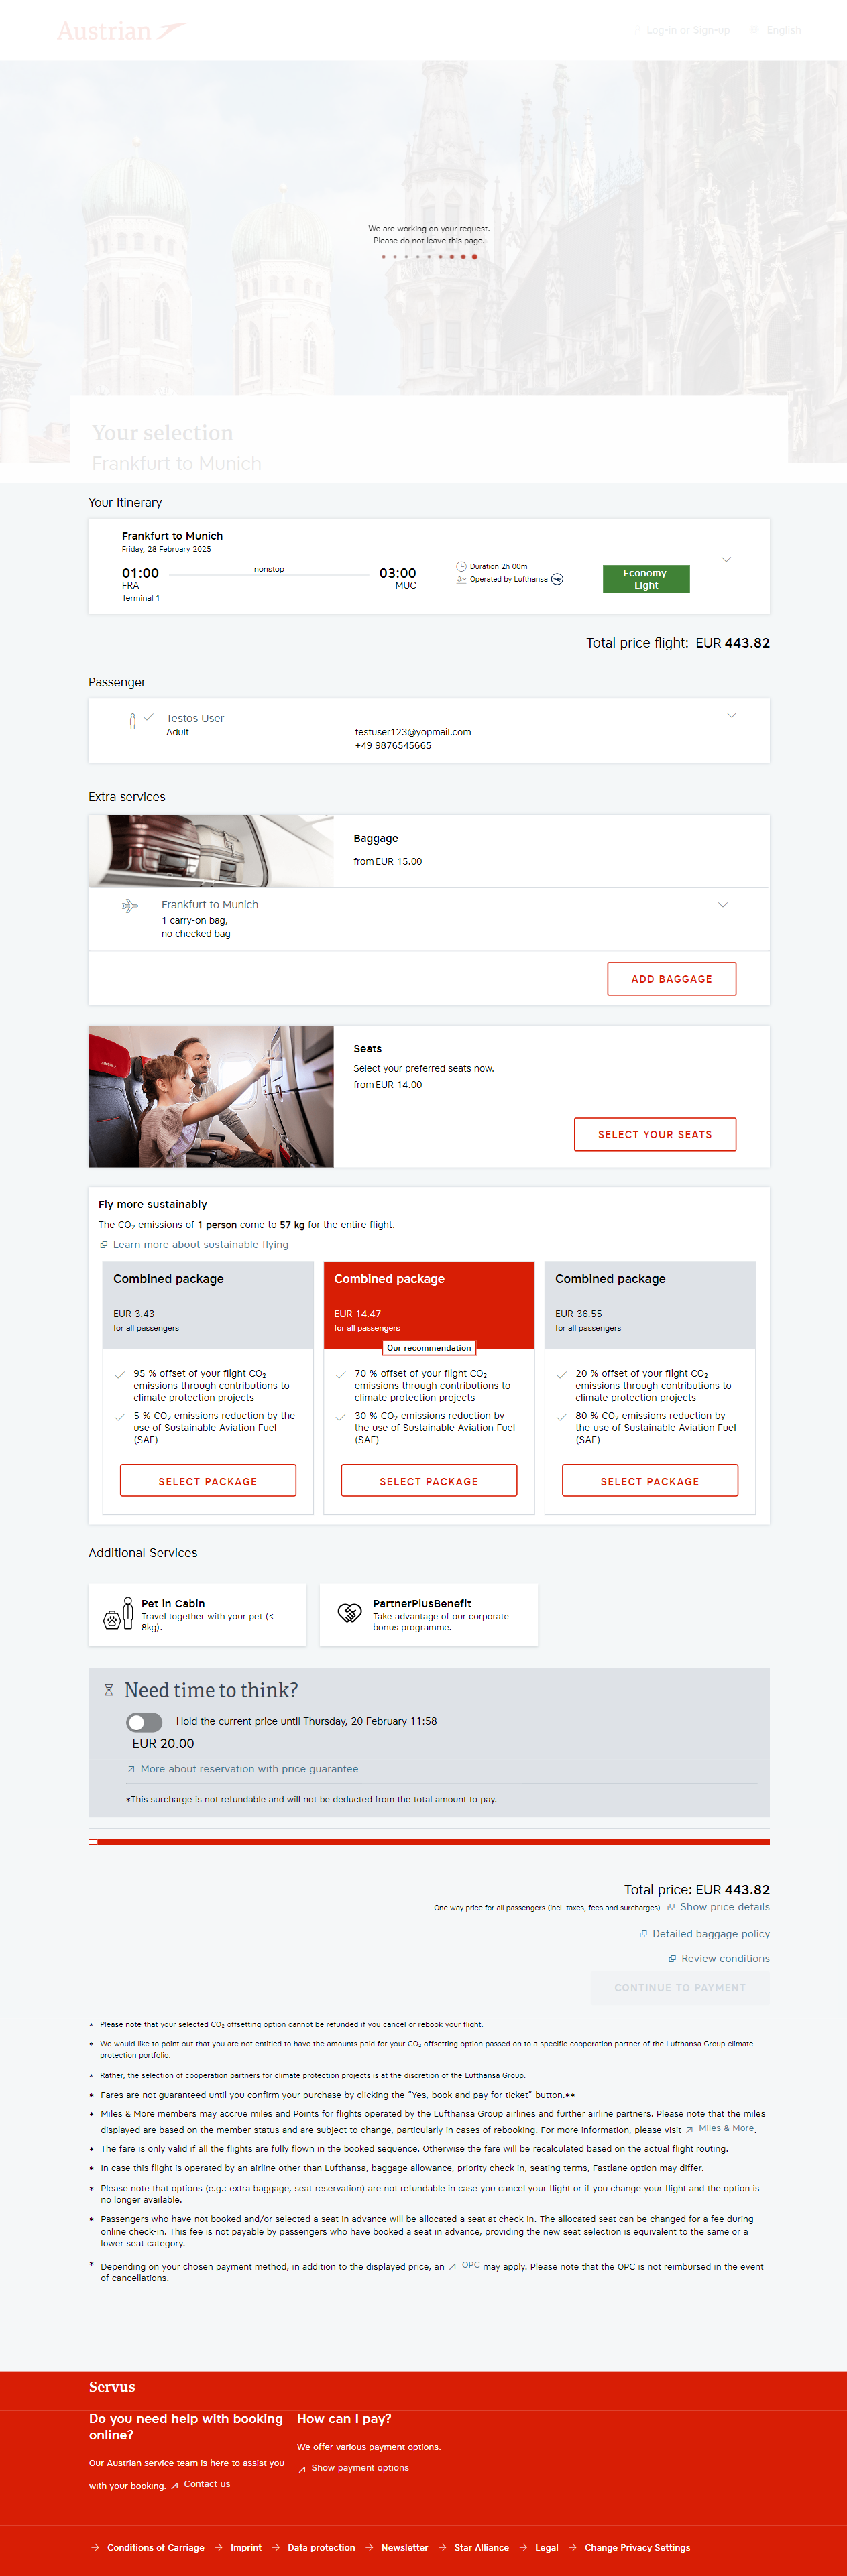 Austrian
Log-in or Sign-up
English
We are working on your request.
Please do not leave this page.
Your selection
Frankfurt to Munich
Your Itinerary
Frankfurt to Munich
Friday, 28 February 2025
01:00
nonstop
03:00
FRA
MUC
Terminal 1
Duration 2h 00m
Operated by Lufthansa
Economy
Light
Total price flight: EUR 443.82
Passenger
Testos User
Adult
testuser123@yopmail.com
+49 9876545665
Extra services
Baggage
from EUR 15.00
Frankfurt to Munich
1 carry-on bag,
no checked bag
ADD BAGGAGE
Seats
Select your preferred seats now.
from EUR 14.00
SELECT YOUR SEATS
Fly more sustainably
The CO₂ emissions of 1 person come to 57 kg for the entire flight.
Learn more about sustainable flying
Combined package
EUR 3.43
for all passengers
95 % offset of your flight CO₂
emissions through contributions to
climate protection projects
5 % CO₂ emissions reduction by the
use of Sustainable Aviation Fuel
(SAF)
SELECT PACKAGE
Combined package
EUR 14.47
for all passengers
Our recommendation
70 % offset of your flight CO₂
emissions through contributions to
climate protection projects
30 % CO₂ emissions reduction by
the use of Sustainable Aviation Fuel
(SAF)
SELECT PACKAGE
Combined package
EUR 36.55
for all passengers
20 % offset of your flight CO₂
emissions through contributions to
climate protection projects
80 % CO₂ emissions reduction by
the use of Sustainable Aviation Fuel
(SAF)
SELECT PACKAGE
Additional Services
Pet in Cabin
Travel together with your pet (<
8kg).
PartnerPlusBenefit
Take advantage of our corporate
bonus programme.
Need time to think?
Hold the current price until Thursday, 20 February 11:58
EUR 20.00
More about reservation with price guarantee
*This surcharge is not refundable and will not be deducted from the total amount to pay.
Total price: EUR 443.82
One way price for all passengers (incl. taxes, fees and surcharges) Show price details
Detailed baggage policy
Review conditions
CONTINUE TO PAYMENT
* Please note that your selected CO₂ offsetting option cannot be refunded if you cancel or rebook your flight.
* We would like to point out that you are not entitled to have the amounts paid for your CO₂ offsetting option passed on to a specific cooperation partner of the Lufthansa Group climate
protection portfolio.
* Rather, the selection of cooperation partners for climate protection projects is at the discretion of the Lufthansa Group.
* Fares are not guaranteed until you confirm your purchase by clicking the "Yes, book and pay for ticket" button.**
* Miles & More members may accrue miles and Points for flights operated by the Lufthansa Group airlines and further airline partners. Please note that the miles
displayed are based on the member status and are subject to change, particularly in cases of rebooking. For more information, please visit Miles & More.
* The fare is only valid if all the flights are fully flown in the booked sequence. Otherwise the fare will be recalculated based on the actual flight routing.
* In case this flight is operated by an airline other than Lufthansa, baggage allowance, priority check in, seating terms, Fastlane option may differ.
* Please note that options (e.g.: extra baggage, seat reservation) are not refundable in case you cancel your flight or if you change your flight and the option is
no longer available.
* Passengers who have not booked and/or selected a seat in advance will be allocated a seat at check-in. The allocated seat can be changed for a fee during
online check-in. This fee is not payable by passengers who have booked a seat in advance, providing the new seat selection is equivalent to the same or a
lower seat category.
* Depending on your chosen payment method, in addition to the displayed price, an OPC may apply. Please note that the OPC is not reimbursed in the event
of cancellations.
Servus
Do you need help with booking
online?
Our Austrian service team is here to assist you
with your booking. Contact us
How can I pay?
We offer various payment options.
Show payment options
Conditions of Carriage
Imprint
Data protection
Newsletter
Star Alliance
Legal
Change Privacy Settings